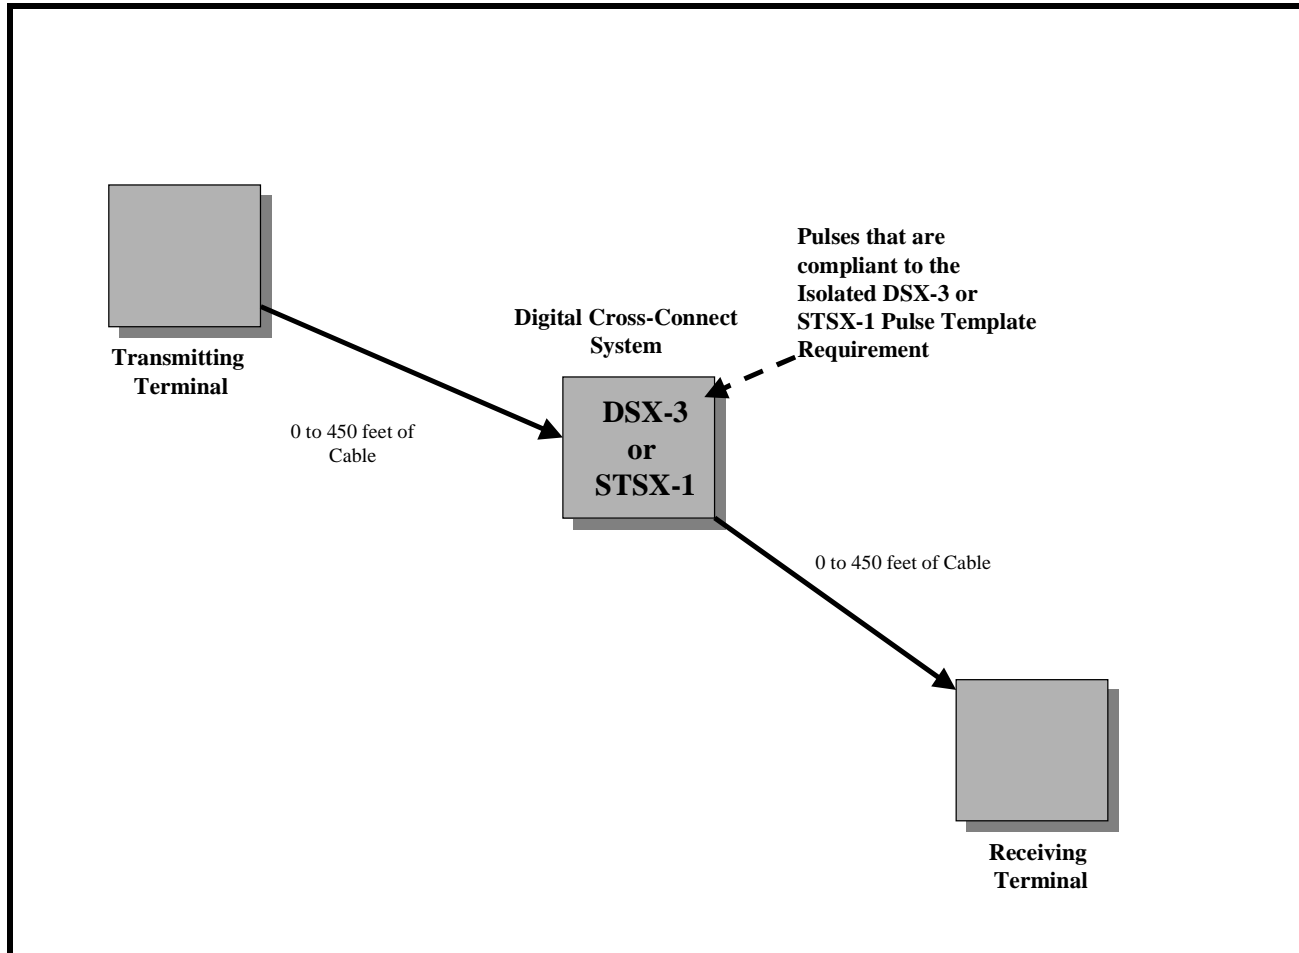 Pulses that are
compliant to the
Isolated DSX-3 or
STSX-1 Pulse Template
Requirement
Digital Cross-Connect
System
Transmitting
Terminal
DSX-3
or
STSX-1
0 to 450 feet of
Cable
0 to 450 feet of Cable
Receiving
Terminal